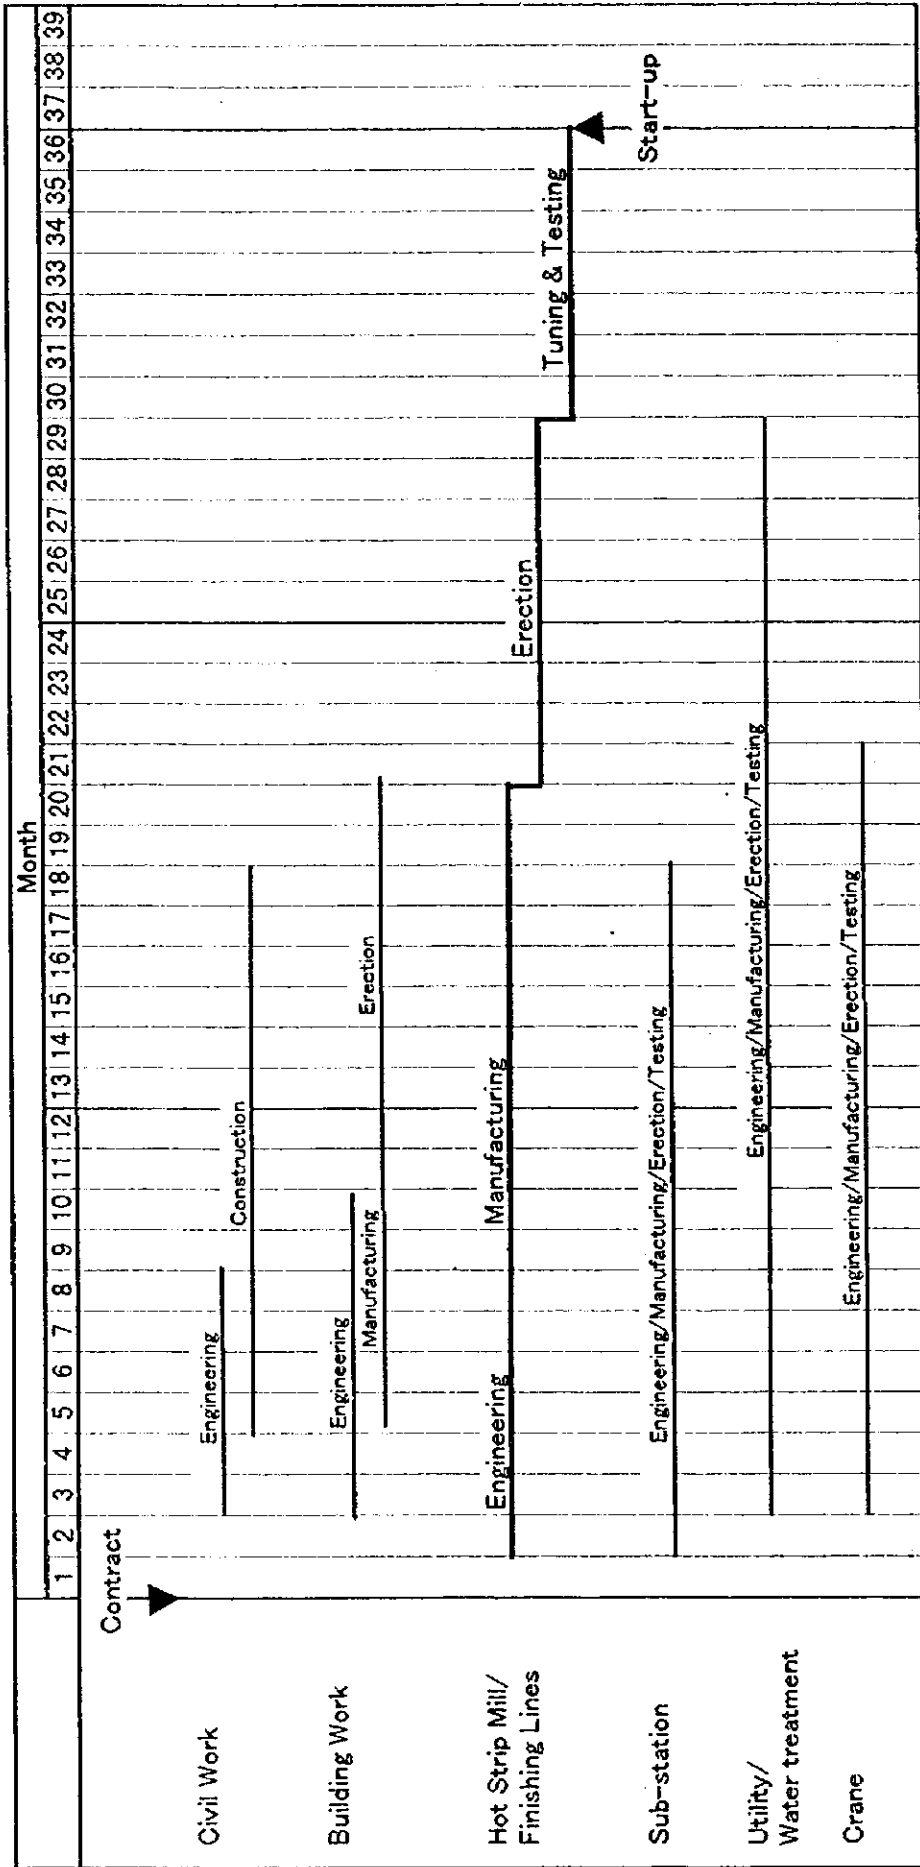 Month
1 2 3 4 5 6 7 8 9 10 11 12 13 14 15 16 17 18 19 20 21 22 23 24 25 26 27 28 29 30 31 32 33 34 35 36 37 38 39
Contract
Civil Work
Engineering
Construction
Building Work
Engineering
Manufacturing
Erection
Hot Strip Mill/
Finishing Lines
Engineering
Manufacturing
Erection
Tuning & Testing
Start-up
Sub-station
Engineering/Manufacturing/Erection/Testing
Utility/
Water treatment
Engineering/Manufacturing/Erection/Testing
Crane
Engineering/Manufacturing/Erection/Testing